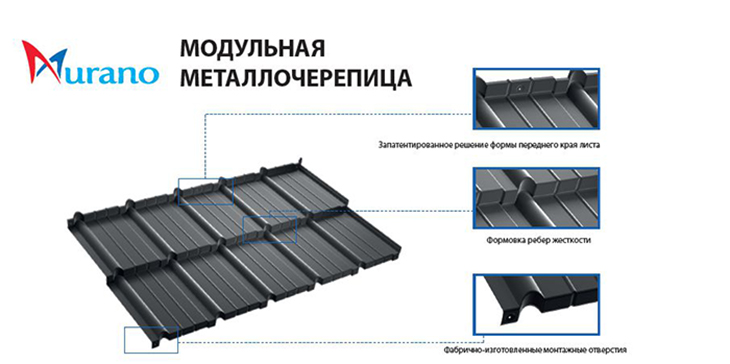 Murano
МОДУЛЬНАЯ
МЕТАЛЛОЧЕРЕПИЦА
Запатентированное решение формы переднего края листа
Формовка ребер жесткости
Фабрично-изготовленные монтажные отверстия